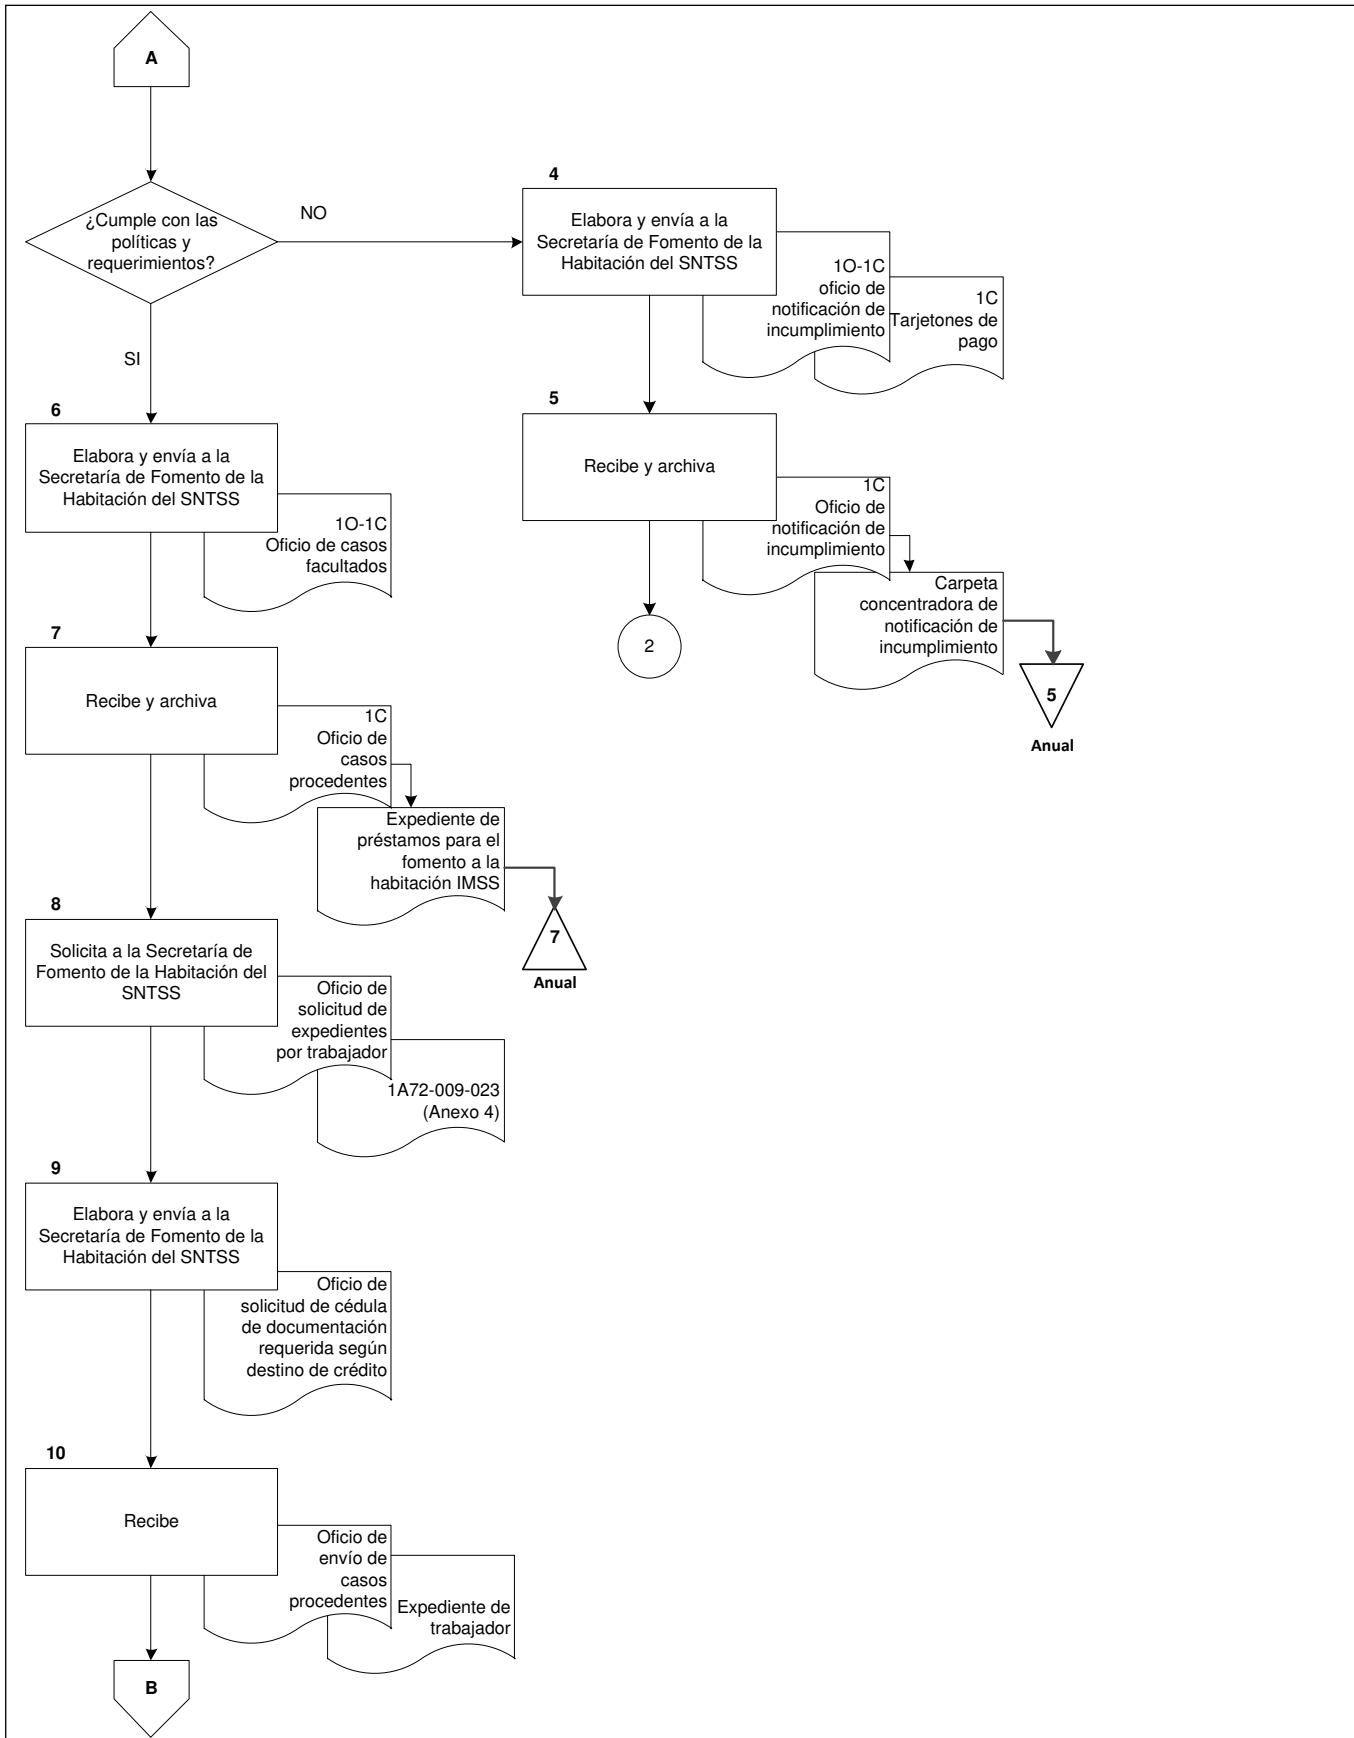 A
¿Cumple con las
políticas y
requerimientos?
NO
SI
4
Elabora y envía a la
Secretaría de Fomento de la
Habitación del SNTSS
1O-1C
oficio de
notificación de
incumplimiento
1C
Tarjetones de
pago
5
Recibe y archiva
1C
Oficio de
notificación de
incumplimiento
Carpeta
concentradora de
notificación de
incumplimiento
5
Anual
2
6
Elabora y envía a la
Secretaría de Fomento de la
Habitación del SNTSS
1O-1C
Oficio de casos
facultados
7
Recibe y archiva
1C
Oficio de
casos
procedentes
Expediente de
préstamos para el
fomento a la
habitación IMSS
7
Anual
8
Solicita a la Secretaría de
Fomento de la Habitación del
SNTSS
Oficio de
solicitud de
expedientes
por trabajador
1A72-009-023
(Anexo 4)
9
Elabora y envía a la
Secretaría de Fomento de la
Habitación del SNTSS
Oficio de
solicitud de cédula
de documentación
requerida según
destino de crédito
10
Recibe
Oficio de
envío de
casos
procedentes
Expediente de
trabajador
B